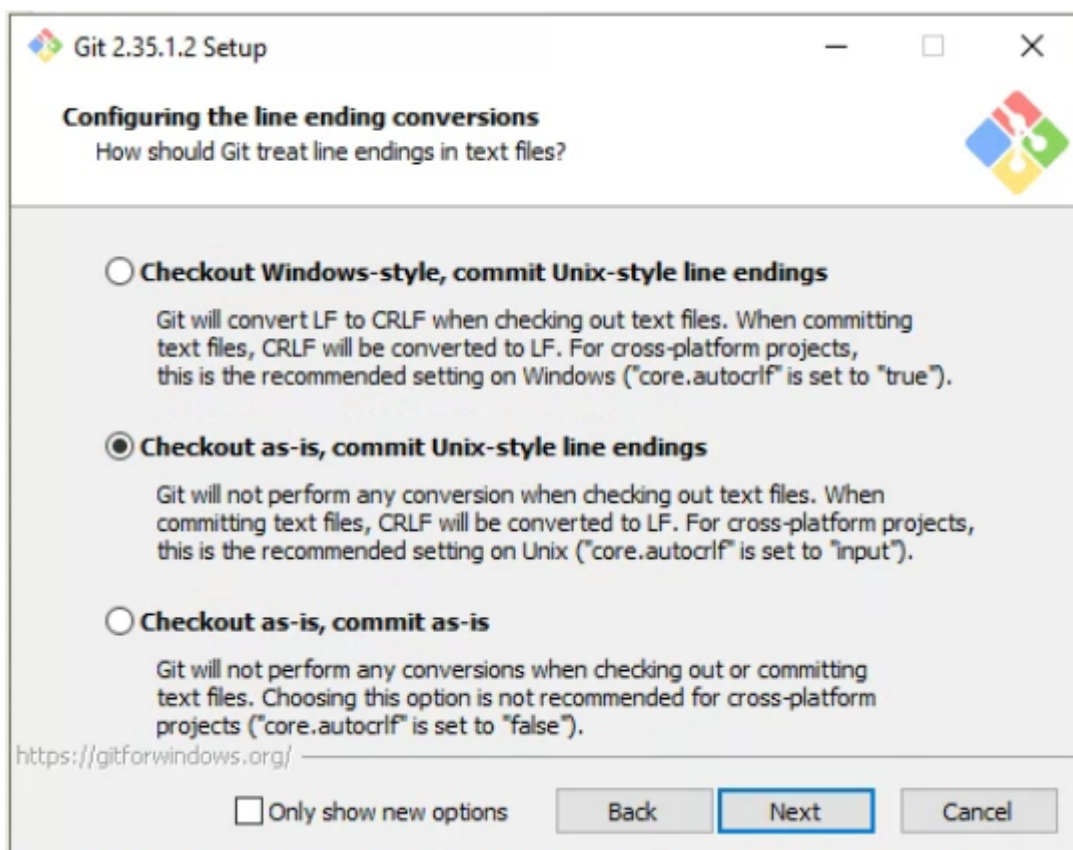 Git 2.35.1.2 Setup
Configuring the line ending conversions
How should Git treat line endings in text files?
Checkout Windows-style, commit Unix-style line endings
Git will convert LF to CRLF when checking out text files. When committing
text files, CRLF will be converted to LF. For cross-platform projects,
this is the recommended setting on Windows ("core.autocrlf" is set to "true").
Checkout as-is, commit Unix-style line endings
Git will not perform any conversion when checking out text files. When
committing text files, CRLF will be converted to LF. For cross-platform projects,
this is the recommended setting on Unix ("core.autocrlf" is set to "input").
Checkout as-is, commit as-is
Git will not perform any conversions when checking out or committing
text files. Choosing this option is not recommended for cross-platform
projects ("core.autocrlf" is set to "false").
https://gitforwindows.org/
Only show new options
Back
Next
Cancel